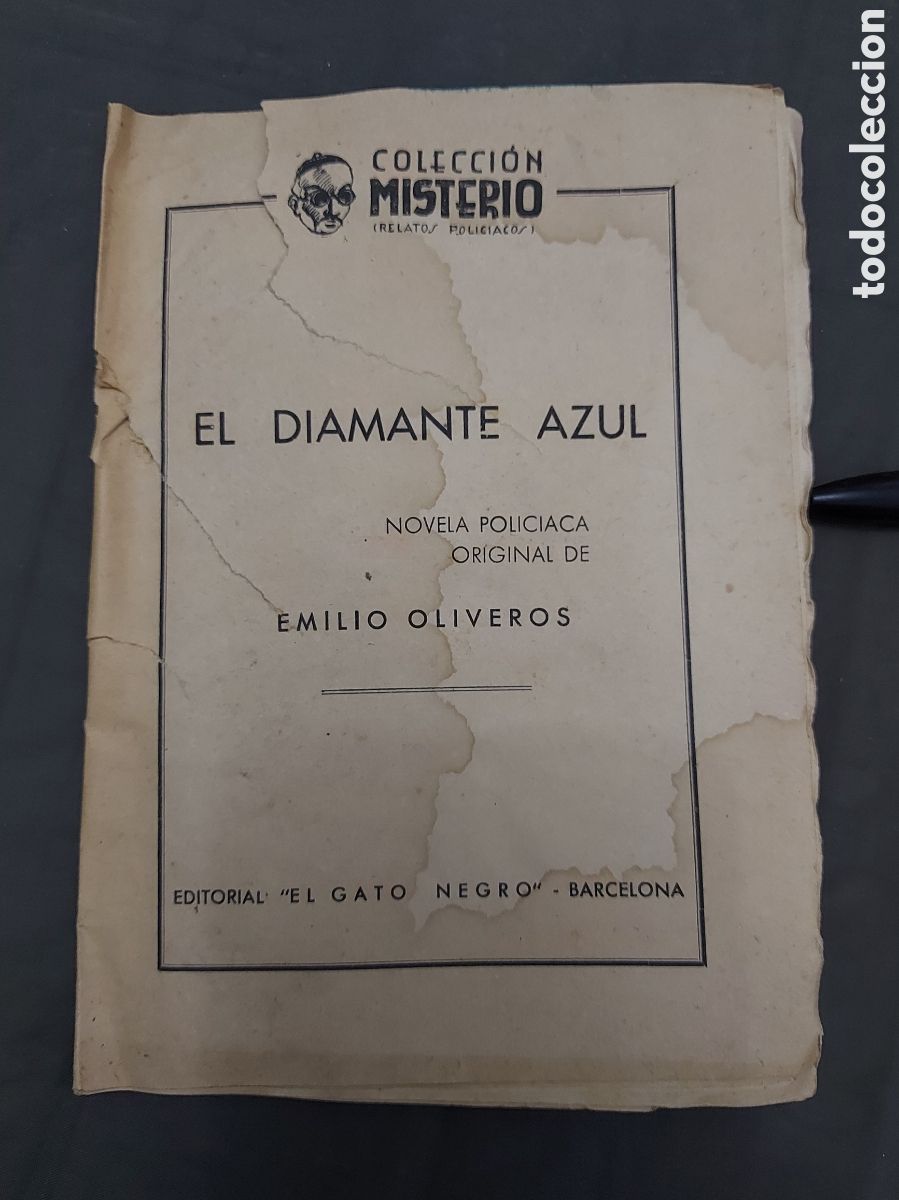 COLECCIÓN
MISTERIO
(RELATOS POLICIACOS)
EL DIAMANTE AZUL
NOVELA POLICIACA
ORIGINAL DE
EMILIO OLIVEROS
EDITORIAL "EL GATO NEGRO" - BARCELONA
todocoleccion